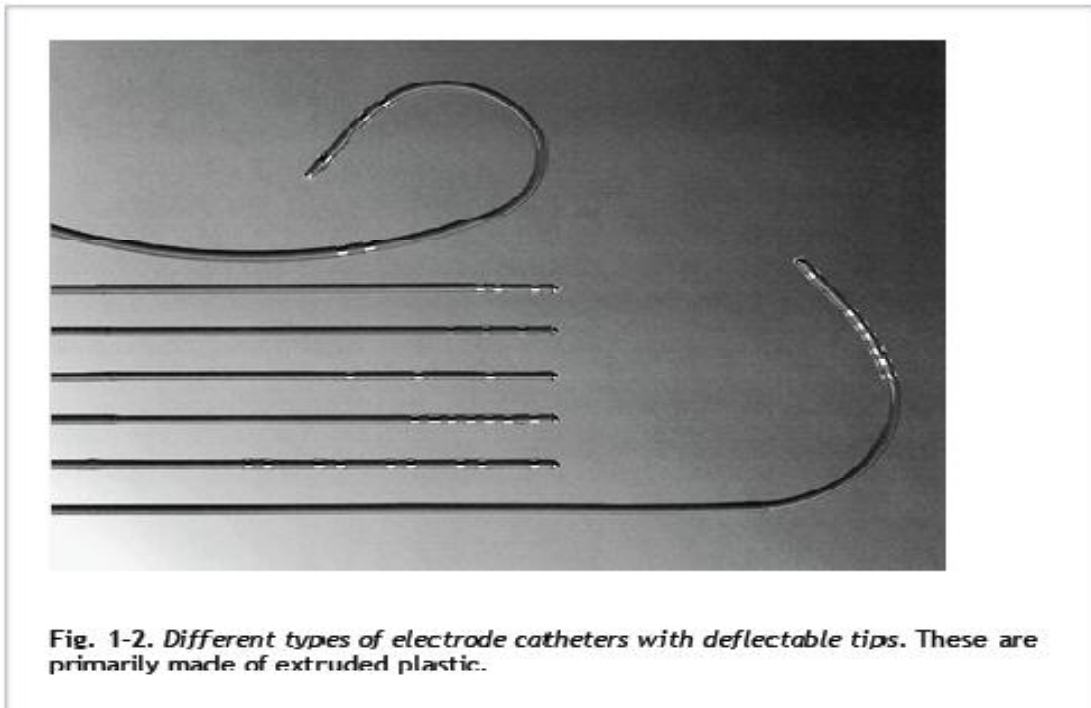 Fig. 1-2. Different types of electrode catheters with deflectable tips. These are
primarily made of extruded plastic.